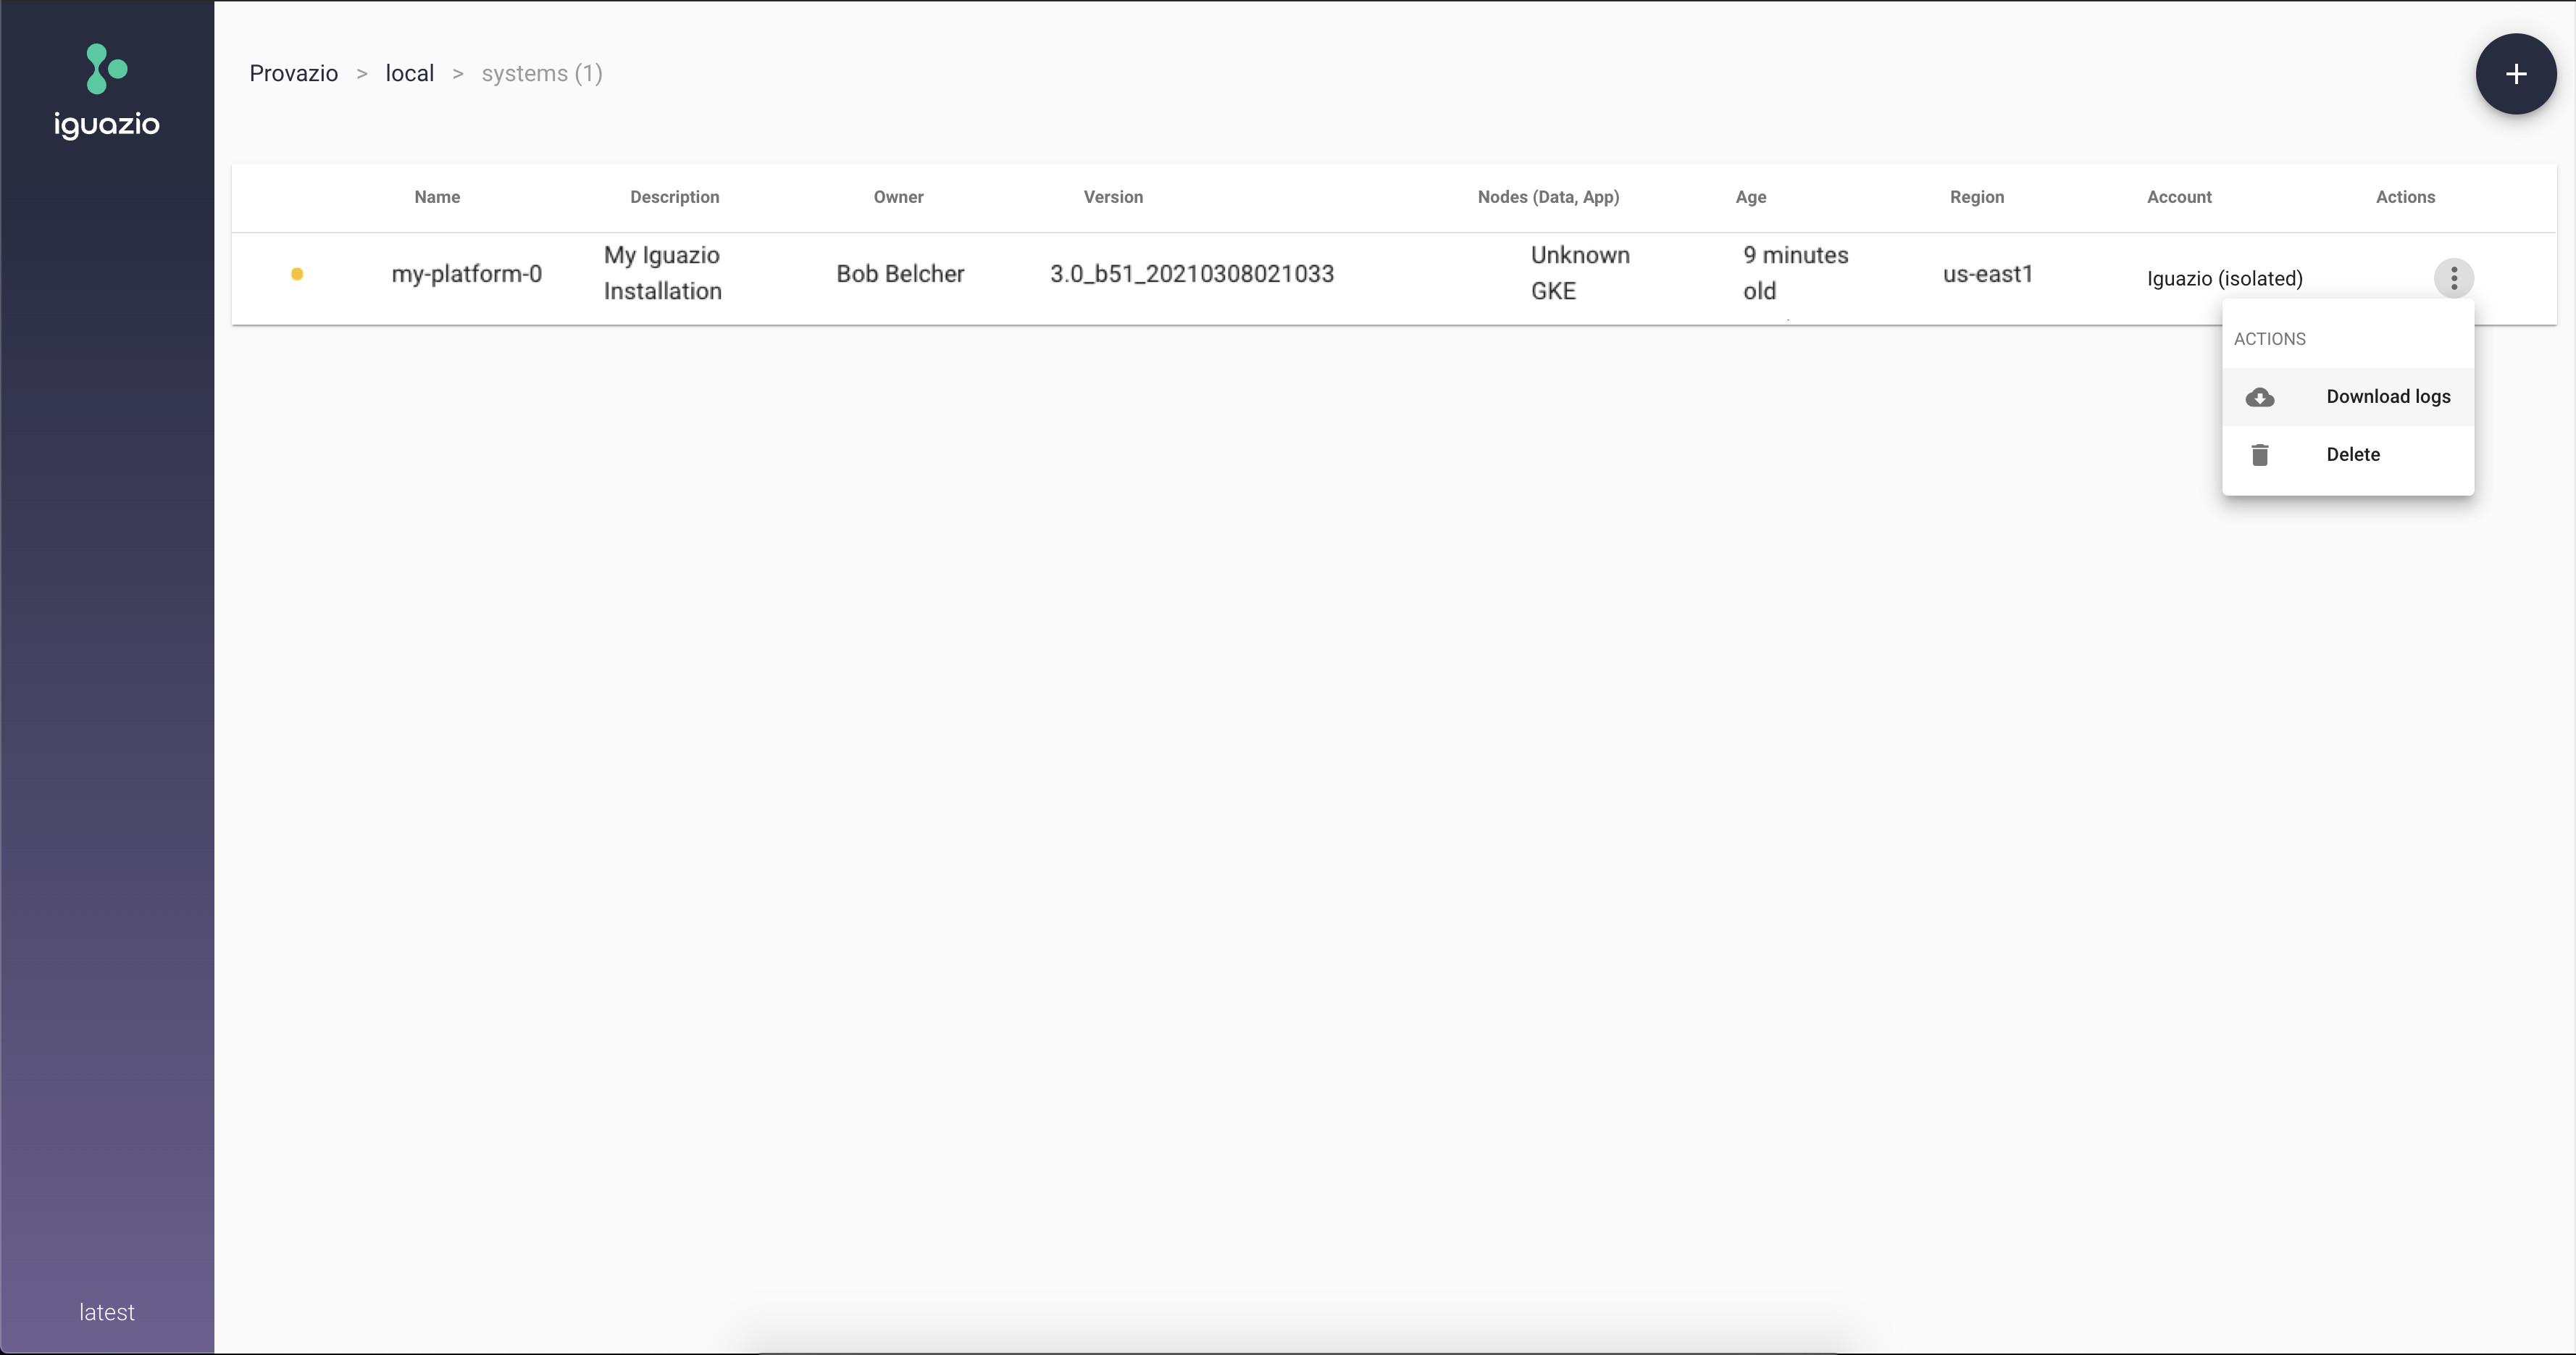 iguazio
Provazio > local > systems (1)
+
Name Description Owner Version Nodes (Data, App) Age Region Account Actions
my-platform-0 My Iguazio Installation Bob Belcher 3.0_b51_20210308021033 Unknown GKE 9 minutes old us-east1 Iguazio (isolated)
ACTIONS
Download logs
Delete
latest